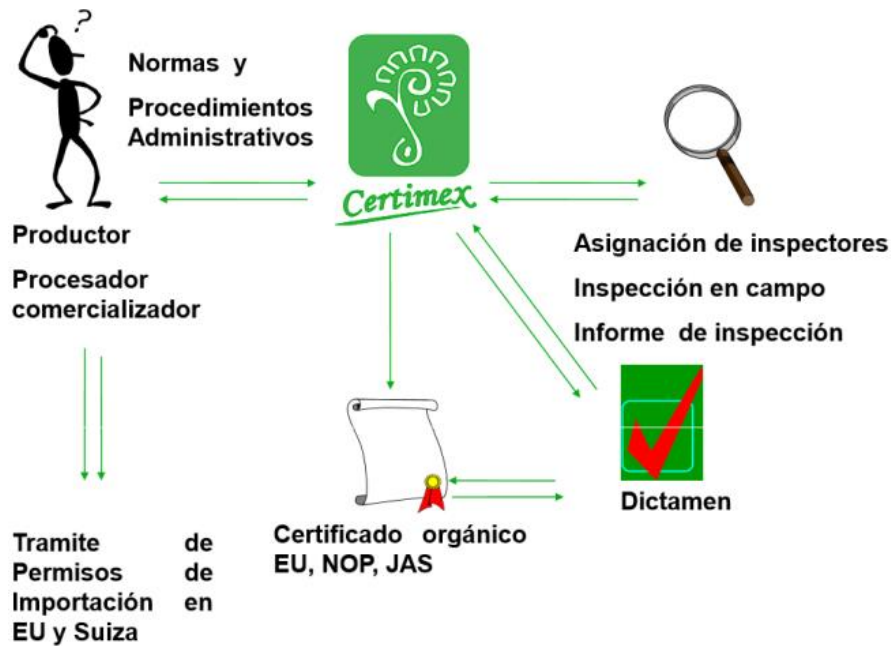 ?
Normas y
Procedimientos
Administrativos
Certimex
Productor
Procesador
comercializador
Asignación de inspectores
Inspección en campo
Informe de inspección
Dictamen
Certificado orgánico
EU, NOP, JAS
Tramite de
Permisos de
Importación en
EU y Suiza